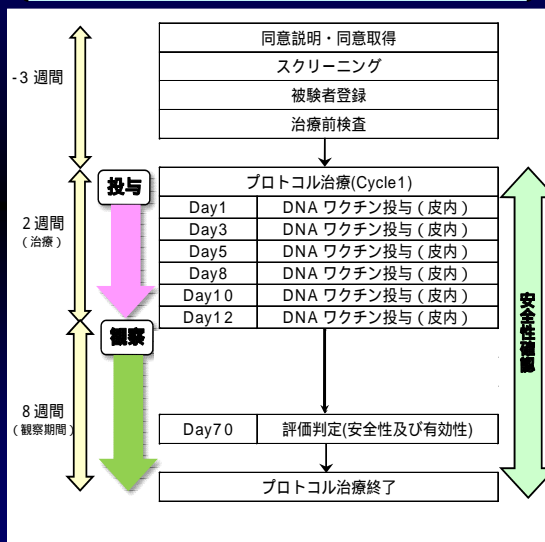 同意説明・同意取得
スクリーニング
被験者登録
治療前検査
-3 週間
プロトコル治療(Cycle1)
Day1 DNA ワクチン投与(皮内)
Day3 DNA ワクチン投与(皮内)
Day5 DNA ワクチン投与(皮内)
Day8 DNA ワクチン投与(皮内)
Day10 DNA ワクチン投与(皮内)
Day12 DNA ワクチン投与(皮内)
投与
2 週間
(治療)
観察
8 週間
(観察期間)
Day70 評価判定(安全性及び有効性)
プロトコル治療終了
安全性確認